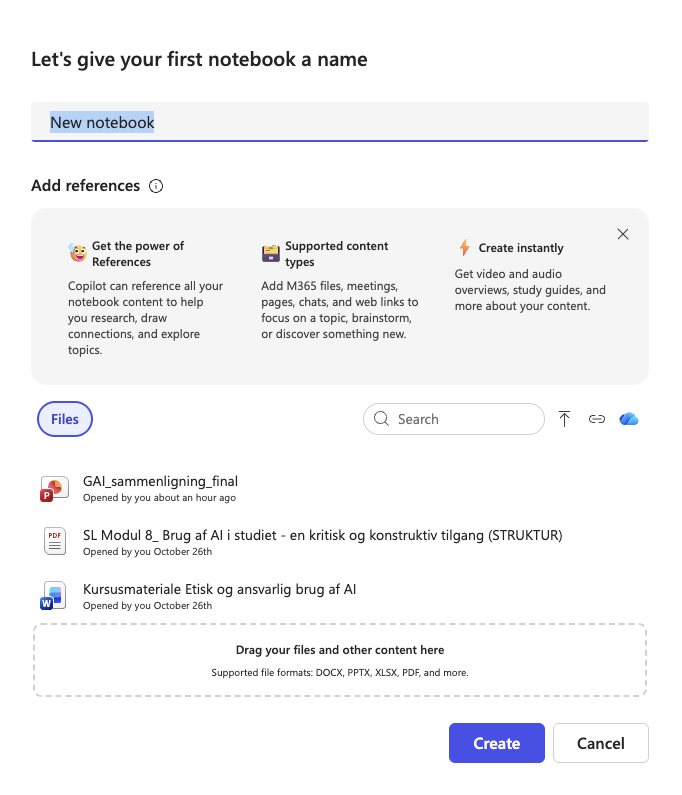 Let's give your first notebook a name
New notebook
Add references
Get the power of
References
Copilot can reference all your
notebook content to help
you research, draw
connections, and explore
topics.
Supported content
types
Add M365 files, meetings,
pages, chats, and web links to
focus on a topic, brainstorm,
or discover something new.
Create instantly
Get video and audio
overviews, study guides, and
more about your content.
Files
Search
P
GAI_sammenligning_final
Opened by you about an hour ago
PDF
SL Modul 8_ Brug af AI i studiet - en kritisk og konstruktiv tilgang (STRUKTUR)
Opened by you October 26th
W
Kursusmateriale Etisk og ansvarlig brug af AI
Opened by you October 26th
Drag your files and other content here
Supported file formats: DOCX, PPTX, XLSX, PDF, and more.
Create
Cancel